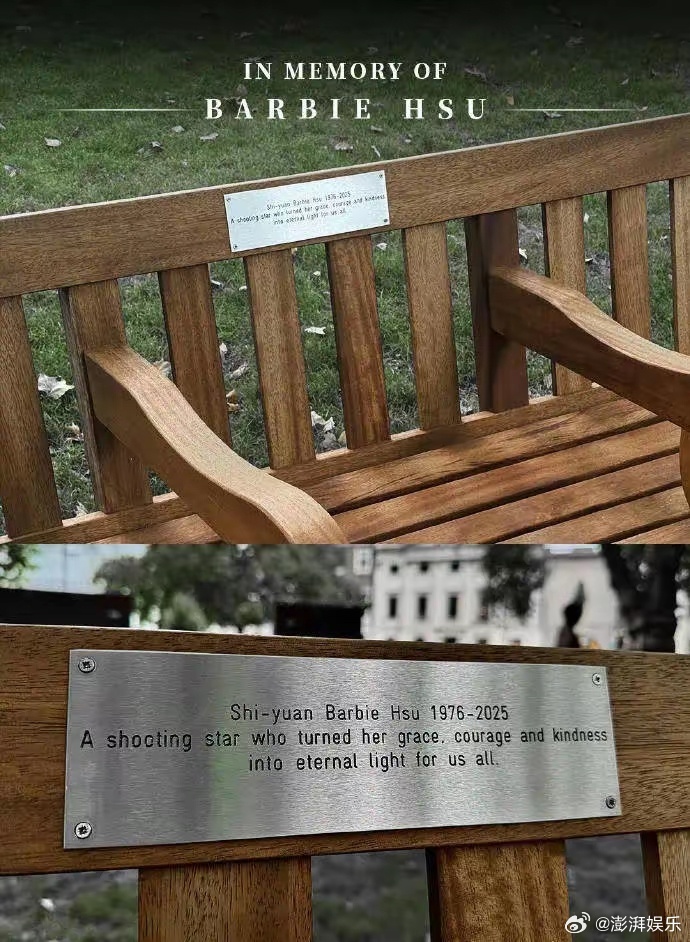 IN MEMORY OF
BARBIE HSU
Shi-yuan Barbie Hsu 1976-2025
A shooting star who turned her grace, courage and kindness
into eternal light for us all.
Shi-yuan Barbie Hsu 1976-2025
A shooting star who turned her grace, courage and kindness
into eternal light for us all.
@澎湃娱乐